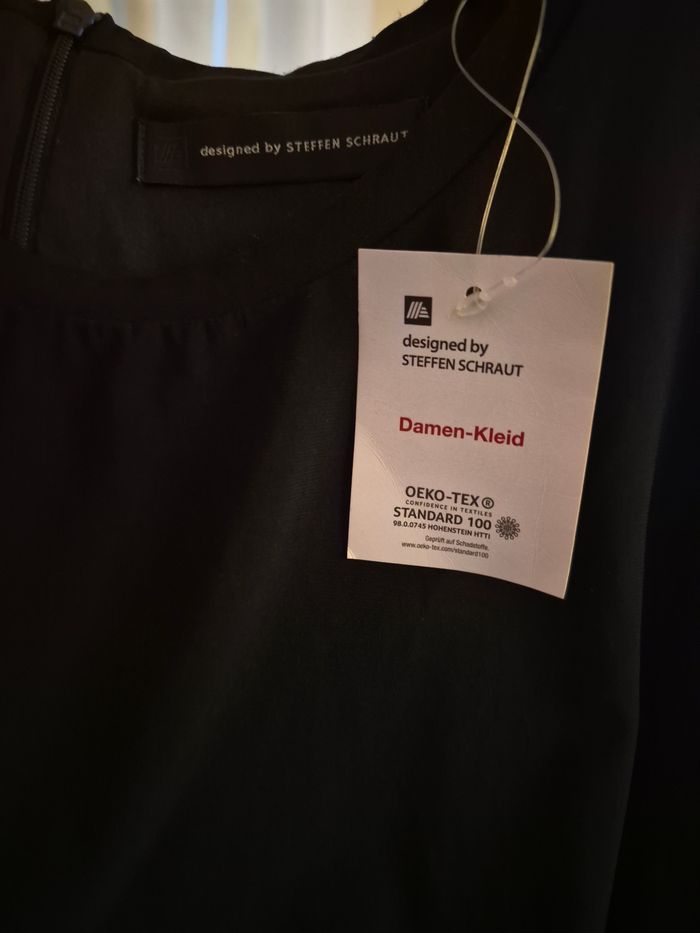 designed by STEFFEN SCHRAUT
designed by
STEFFEN SCHRAUT
Damen-Kleid
OEKO-TEX®
CONFIDENCE IN TEXTILES
STANDARD 100
98.0.0745 HOHENSTEIN HTTI
Geprüft auf Schadstoffe.
www.oeko-tex.com/standard100